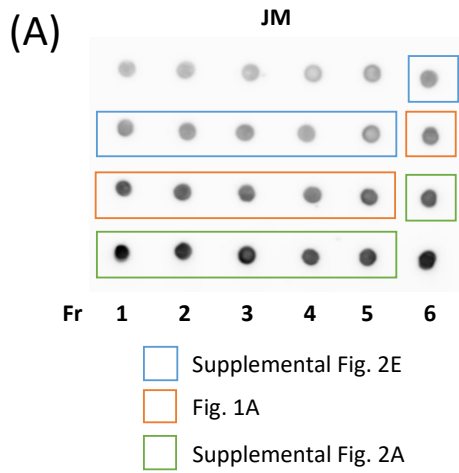 (A)
JM
Fr 1 2 3 4 5 6
Supplemental Fig. 2E
Fig. 1A
Supplemental Fig. 2A